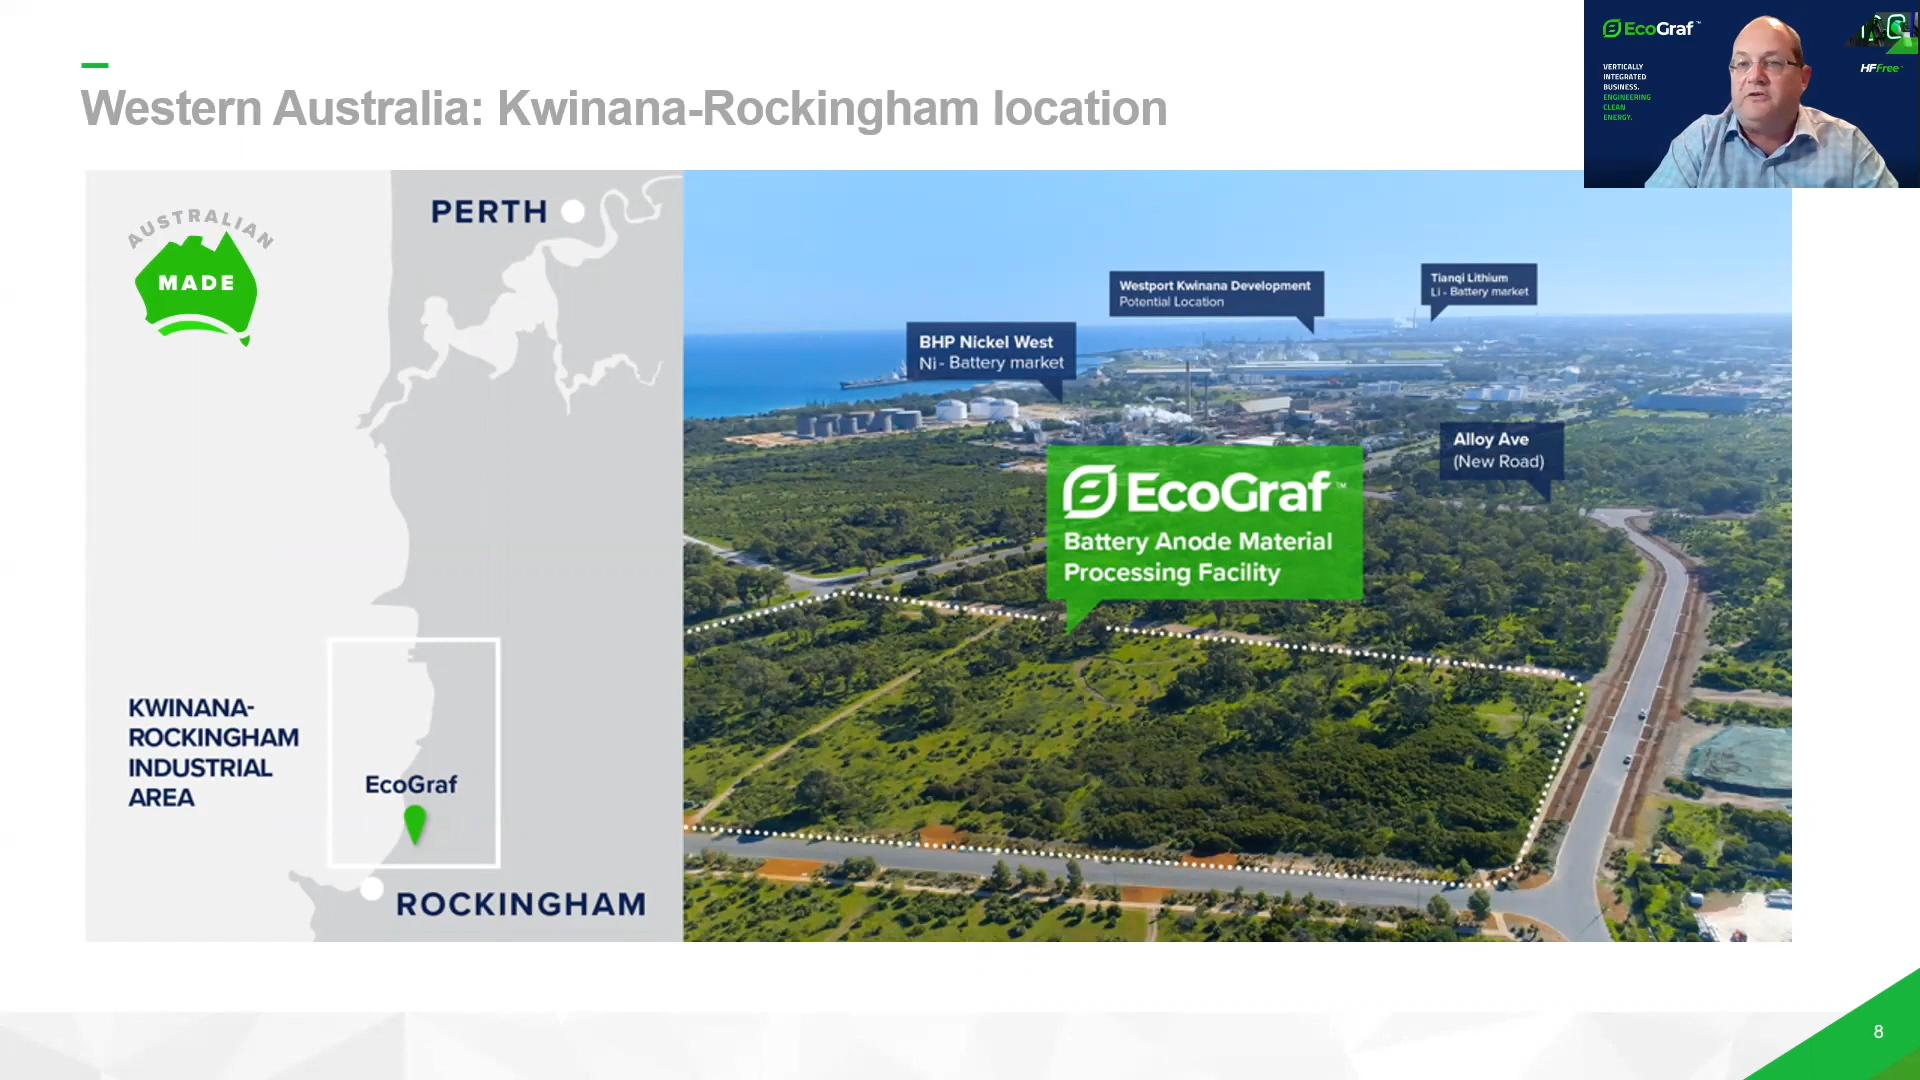 Western Australia: Kwinana-Rockingham location
EcoGraf™
VERTICALLY
INTEGRATED
BUSINESS.
ENGINEERING
CLEAN
ENERGY.
HFFree
AUSTRALIAN
MADE
PERTH
KWINANA-
ROCKINGHAM
INDUSTRIAL
AREA
EcoGraf
ROCKINGHAM
BHP Nickel West
Ni - Battery market
Westport Kwinana Development
Potential Location
Tianqi Lithium
Li - Battery market
Alloy Ave
(New Road)
EcoGraf™
Battery Anode Material
Processing Facility
8